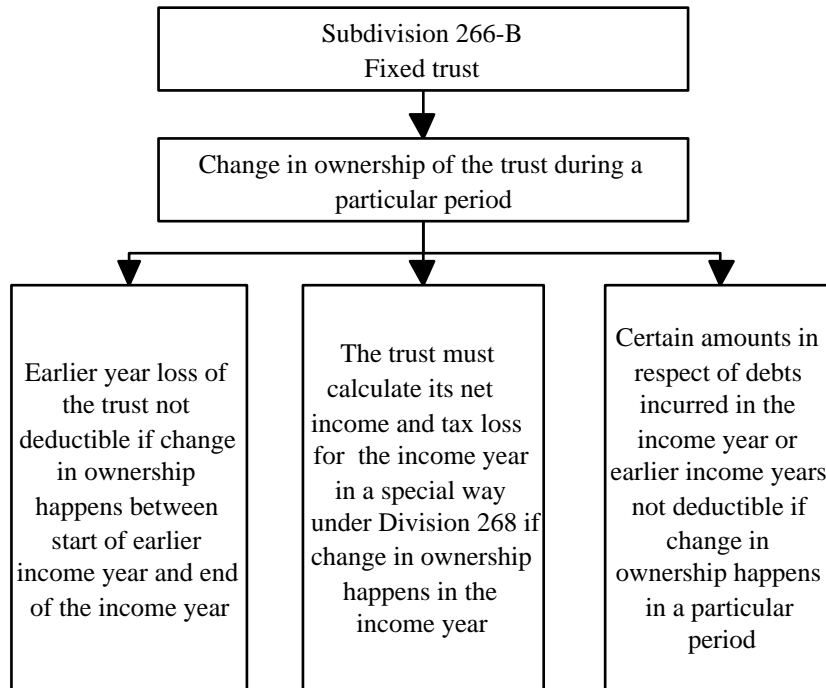 Subdivision 266-B
Fixed trust
Change in ownership of the trust during a
particular period
Earlier year loss of
the trust not
deductible if change
in ownership
happens between
start of earlier
income year and end
of the income year
The trust must
calculate its net
income and tax loss
for the income year
in a special way
under Division 268 if
change in ownership
happens in the
income year
Certain amounts in
respect of debts
incurred in the
income year or
earlier income years
not deductible if
change in
ownership happens
in a particular
period